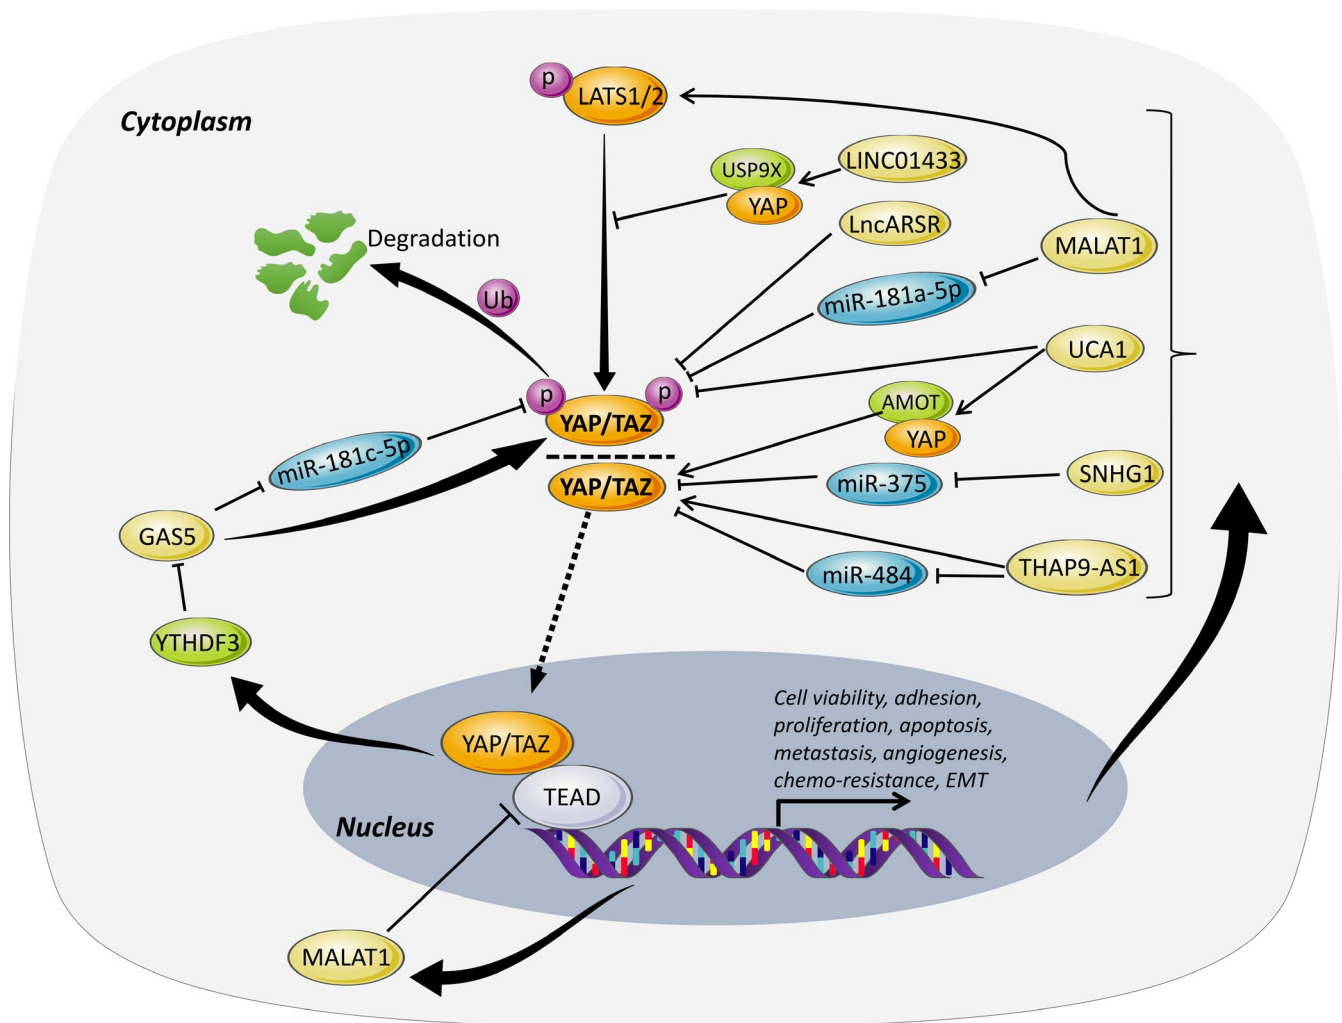 Cytoplasm
p
LATS1/2
USP9X
YAP
LINC01433
LncARSR
MALAT1
miR-181a-5p
Degradation
Ub
UCA1
p
p
YAP/TAZ
AMOT
YAP
miR-181c-5p
YAP/TAZ
miR-375
SNHG1
GAS5
miR-484
THAP9-AS1
YTHDF3
Cell viability, adhesion,
proliferation, apoptosis,
metastasis, angiogenesis,
chemo-resistance, EMT
YAP/TAZ
TEAD
Nucleus
MALAT1